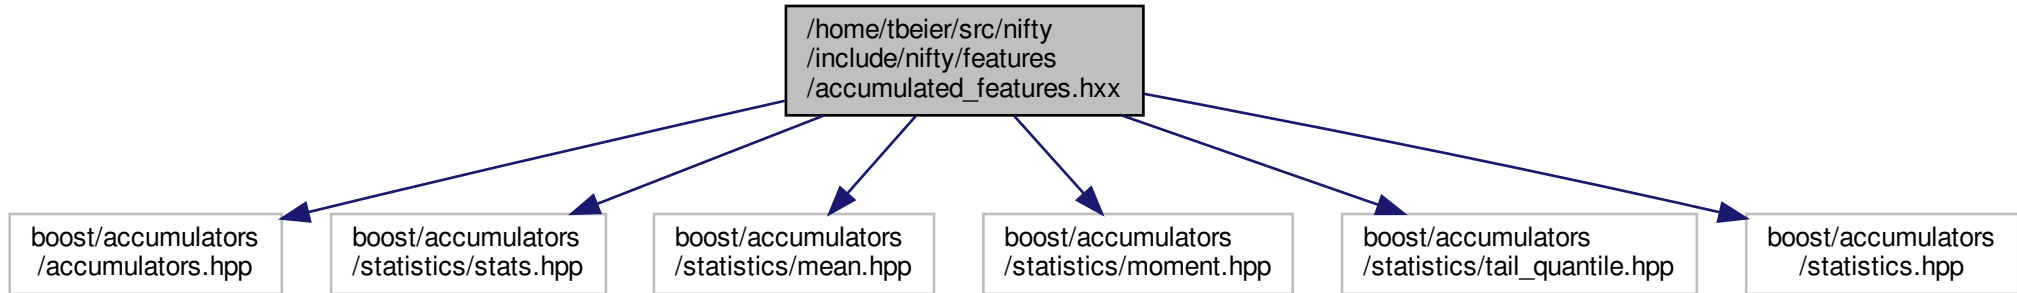 /home/tbeier/src/nifty
/include/nifty/features
/accumulated_features.hxx
boost/accumulators
/accumulators.hpp
boost/accumulators
/statistics/stats.hpp
boost/accumulators
/statistics/mean.hpp
boost/accumulators
/statistics/moment.hpp
boost/accumulators
/statistics/tail_quantile.hpp
boost/accumulators
/statistics.hpp